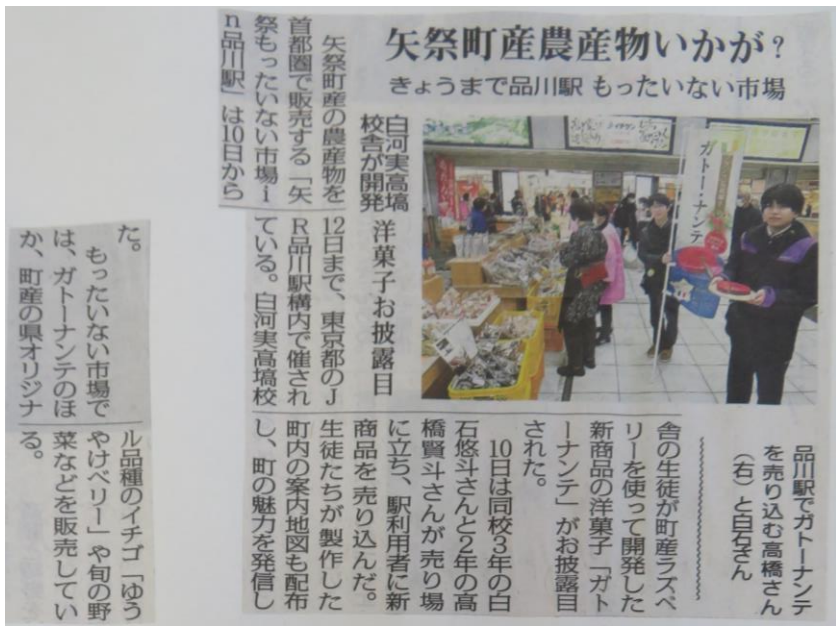 矢祭町産農産物いかが?
きょうまで品川駅 もったいない市場
白河実高塙
校舎が開発
洋菓子お披露目
ガトー・ナンテ
品川駅でガトーナンテ
を売り込む高橋さん
(右)と白石さん
矢祭町産の農産物を
首都圏で販売する「矢
祭もったいない市場i
n品川駅」は10日から
12日まで、東京都のJ
R品川駅構内で催され
ている。白河実高塙校
舎の生徒が町産ラズベ
リーを使って開発した
新商品の洋菓子「ガト
ーナンテ」がお披露目
された。
10日は同校3年の白
石悠斗さんと2年の高
橋賢斗さんが売り場
に立ち、駅利用者に新
商品を売り込んだ。
生徒たちが製作した
町内の案内地図も配布
し、町の魅力を発信し
た。
もったいない市場で
は、ガトーナンテのほ
か、町産の県オリジナ
ル品種のイチゴ「ゆう
やけベリー」や旬の野
菜などを販売してい
る。